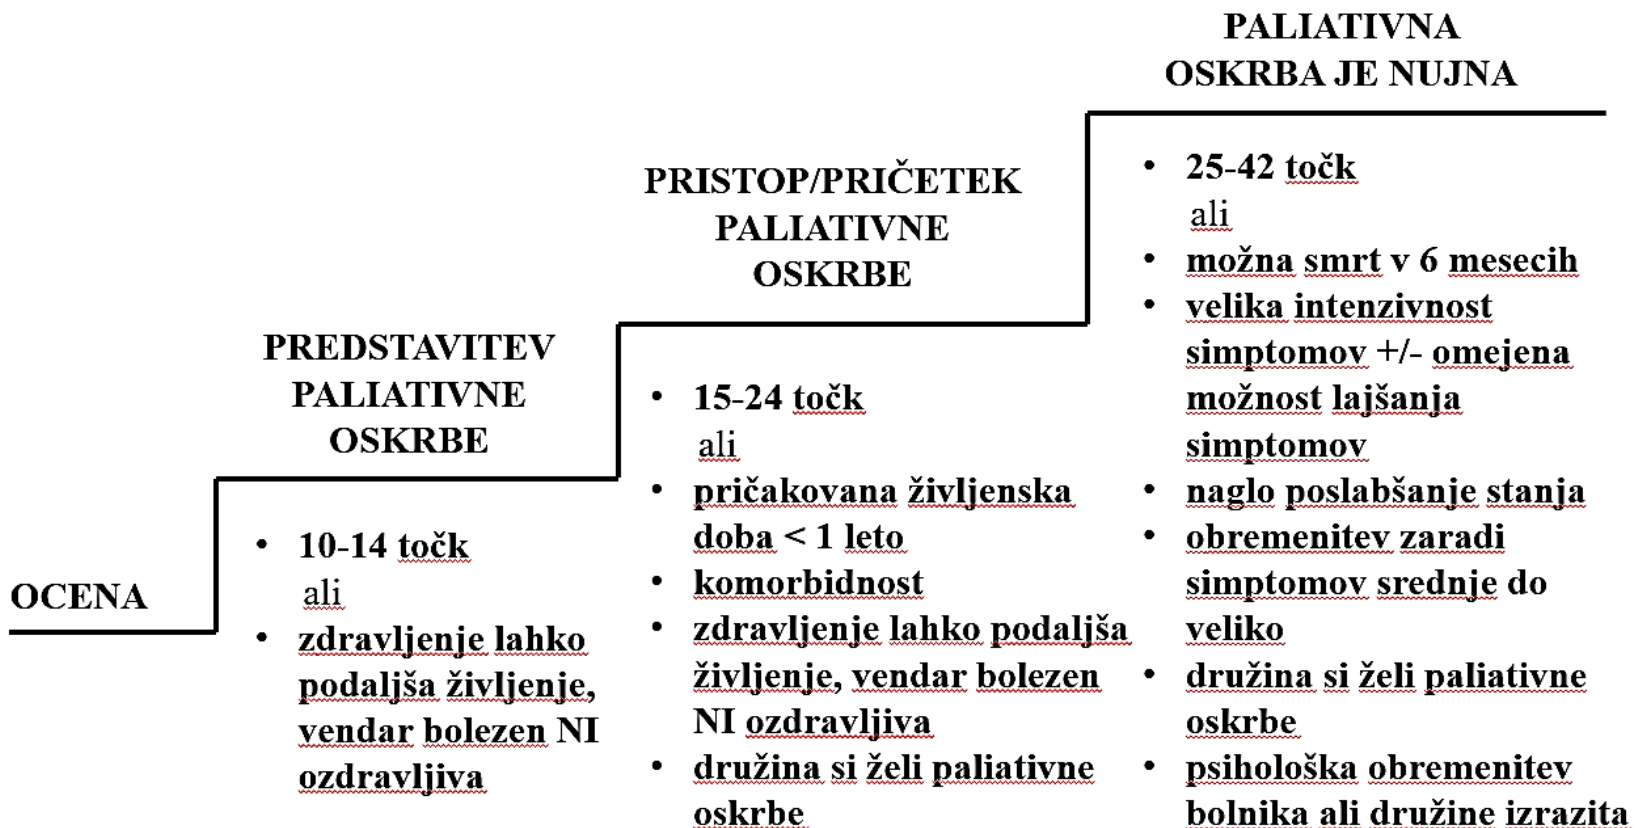 OCENA
PREDSTAVITEV
PALIATIVNE
OSKRBE
• 10-14 točk
ali
• zdravljenje lahko
podaljša življenje,
vendar bolezen NI
ozdravljiva
PRISTOP/PRIČETEK
PALIATIVNE
OSKRBE
• 15-24 točk
ali
• pričakovana življenska
doba < 1 leto
• komorbidnost
• zdravljenje lahko podaljša
življenje, vendar bolezen
NI ozdravljiva
• družina si želi paliativne
oskrbe
PALIATIVNA
OSKRBA JE NUJNA
• 25-42 točk
ali
• možna smrt v 6 mesecih
• velika intenzivnost
simptomov +/- omejena
možnost lajšanja
simptomov
• naglo poslabšanje stanja
• obremenitev zaradi
simptomov srednje do
veliko
• družina si želi paliativne
oskrbe
• psihološka obremenitev
bolnika ali družine izrazita